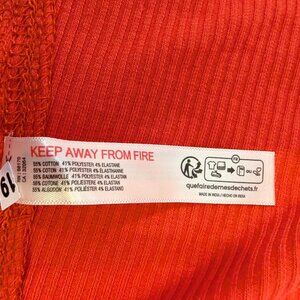 KEEP AWAY FROM FIRE
55% COTTON 41% POLYESTER 4% ELASTANE
55% COTON 41% POLYESTER 4% ÉLASTHANNE
55% BAUMWOLLE 41% POLYESTER 4% ELASTAN
55% COTONE 41% POLIESTERE 4% ELASTAN
55% ALGODÓN 41% POLIÉSTER 4% ELASTANO
FR
OU
quefairedemesdechets.fr
MADE IN INDIA / HECHO EN INDIA